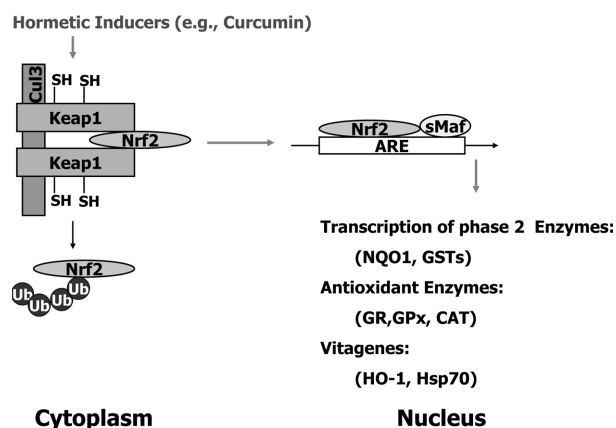 Hormetic Inducers (e.g., Curcumin)
Cul3
SH SH
Keap1
Nrf2
Keap1
SH SH
Nrf2
Ub Ub Ub Ub
Nrf2 sMaf
ARE
Transcription of phase 2 Enzymes:
(NQO1, GSTs)
Antioxidant Enzymes:
(GR,GPx, CAT)
Vitagenes:
(HO-1, Hsp70)
Cytoplasm
Nucleus